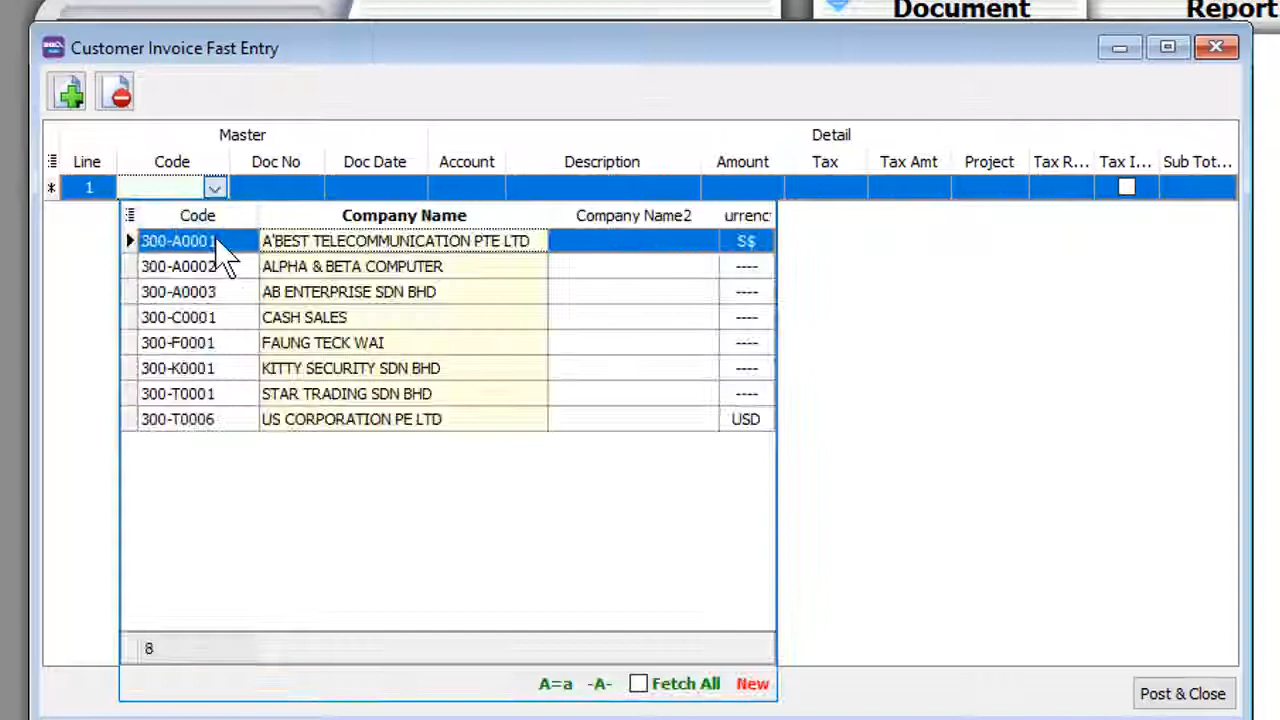 Document Report
Customer Invoice Fast Entry
Master Detail
Line Code Doc No Doc Date Account Description Amount Tax Tax Amt Project Tax R... Tax I... Sub Tot...
1
Code Company Name Company Name2 urrenc
300-A0001 A'BEST TELECOMMUNICATION PTE LTD S$
300-A0002 ALPHA & BETA COMPUTER ----
300-A0003 AB ENTERPRISE SDN BHD ----
300-C0001 CASH SALES ----
300-F0001 FAUNG TECK WAI ----
300-K0001 KITTY SECURITY SDN BHD ----
300-T0001 STAR TRADING SDN BHD ----
300-T0006 US CORPORATION PE LTD USD
8
A=a -A- Fetch All New
Post & Close